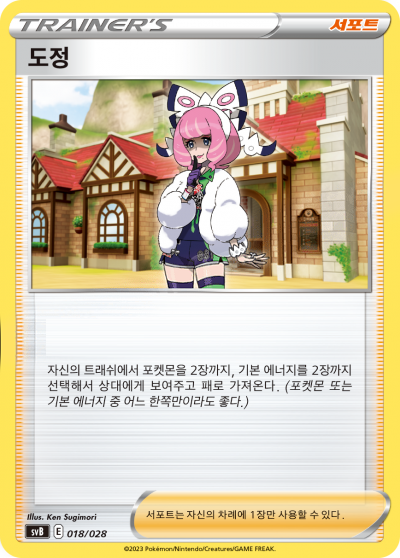 TRAINER'S 서포트
도정
자신의 트래쉬에서 포켓몬을 2장까지, 기본 에너지를 2장까지
선택해서 상대에게 보여주고 패로 가져온다. (포켓몬 또는
기본 에너지 중 어느 한쪽만이라도 좋다.)
Illus. Ken Sugimori
svB E 018/028
서포트는 자신의 차례에 1장만 사용할 수 있다.
©2023 Pokémon/Nintendo/Creatures/GAME FREAK.